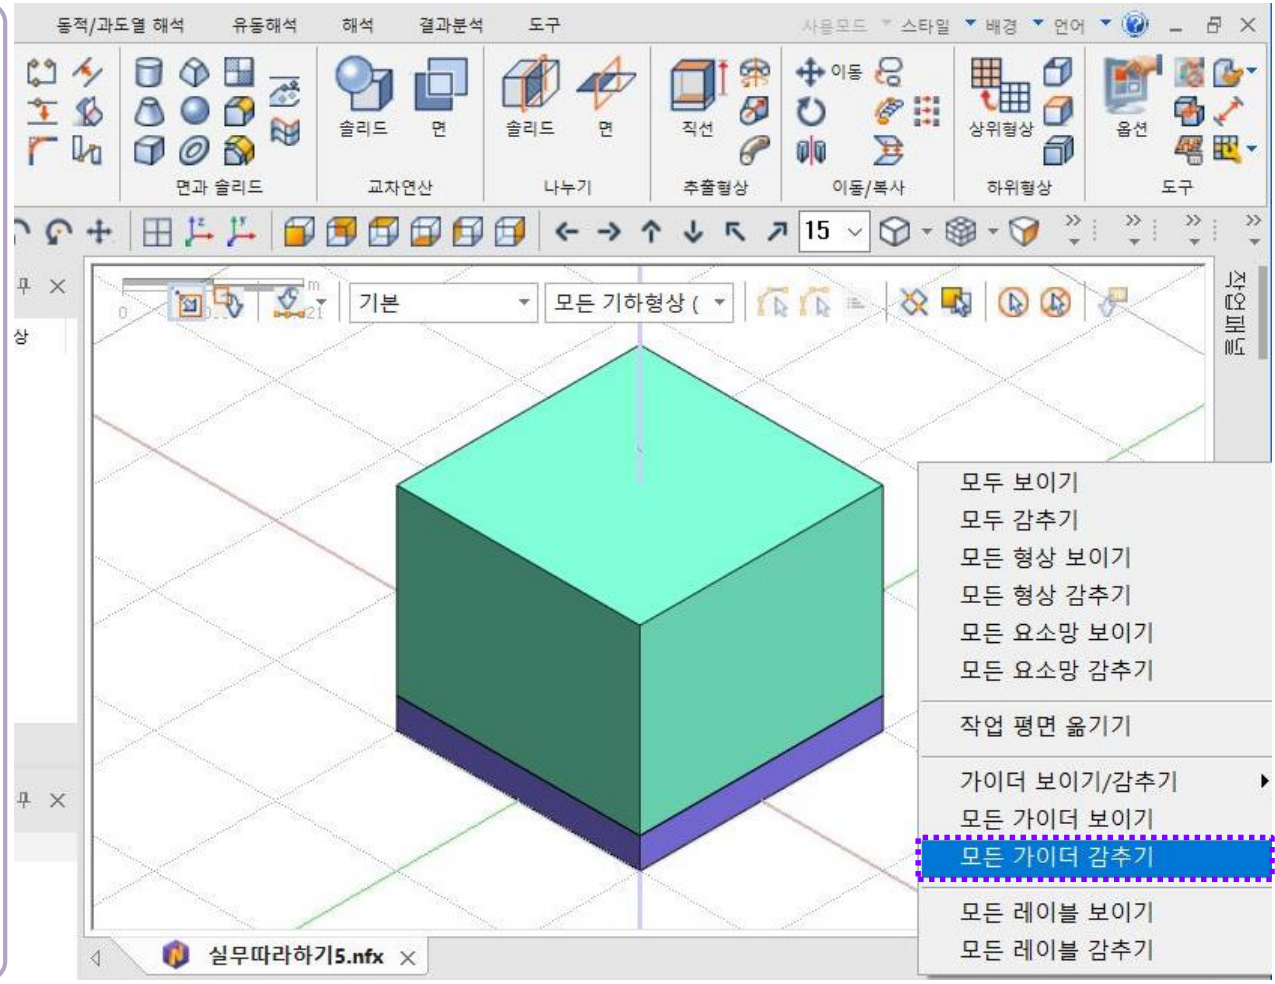 동적/과도열 해석 유동해석 해석 결과분석 도구 사용모드 스타일 배경 언어
이동
솔리드 면 솔리드 면 직선 상위형상 옵션
면과 솔리드 교차연산 나누기 추출형상 이동/복사 하위형상 도구
15
상
m
0
21
기본 모든 기하형상 (
작업패널
모두 보이기
모두 감추기
모든 형상 보이기
모든 형상 감추기
모든 요소망 보이기
모든 요소망 감추기
작업 평면 옮기기
가이더 보이기/감추기
모든 가이더 보이기
모든 가이더 감추기
모든 레이블 보이기
모든 레이블 감추기
실무따라하기5.nfx